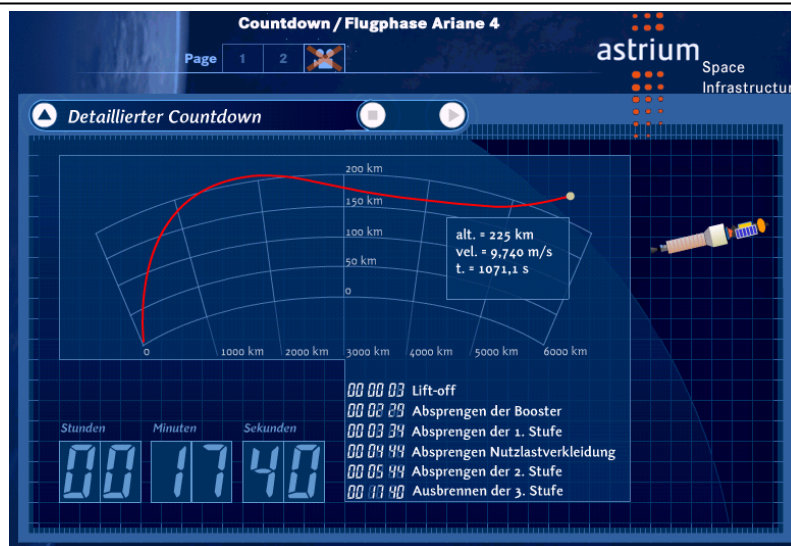 Countdown / Flugphase Ariane 4
Page 1 2
astrium
Space
Infrastructur
Detaillierter Countdown
200 km
150 km
100 km
50 km
0
alt. = 225 km
vel. = 9,740 m/s
t. = 1071,1 s
0 1000 km 2000 km 3000 km 4000 km 5000 km 6000 km
00 00 03 Lift-off
00 02 29 Absprengen der Booster
00 03 34 Absprengen der 1. Stufe
00 04 44 Absprengen Nutzlastverkleidung
00 05 44 Absprengen der 2. Stufe
00 17 40 Ausbrennen der 3. Stufe
Stunden Minuten Sekunden
00 17 40